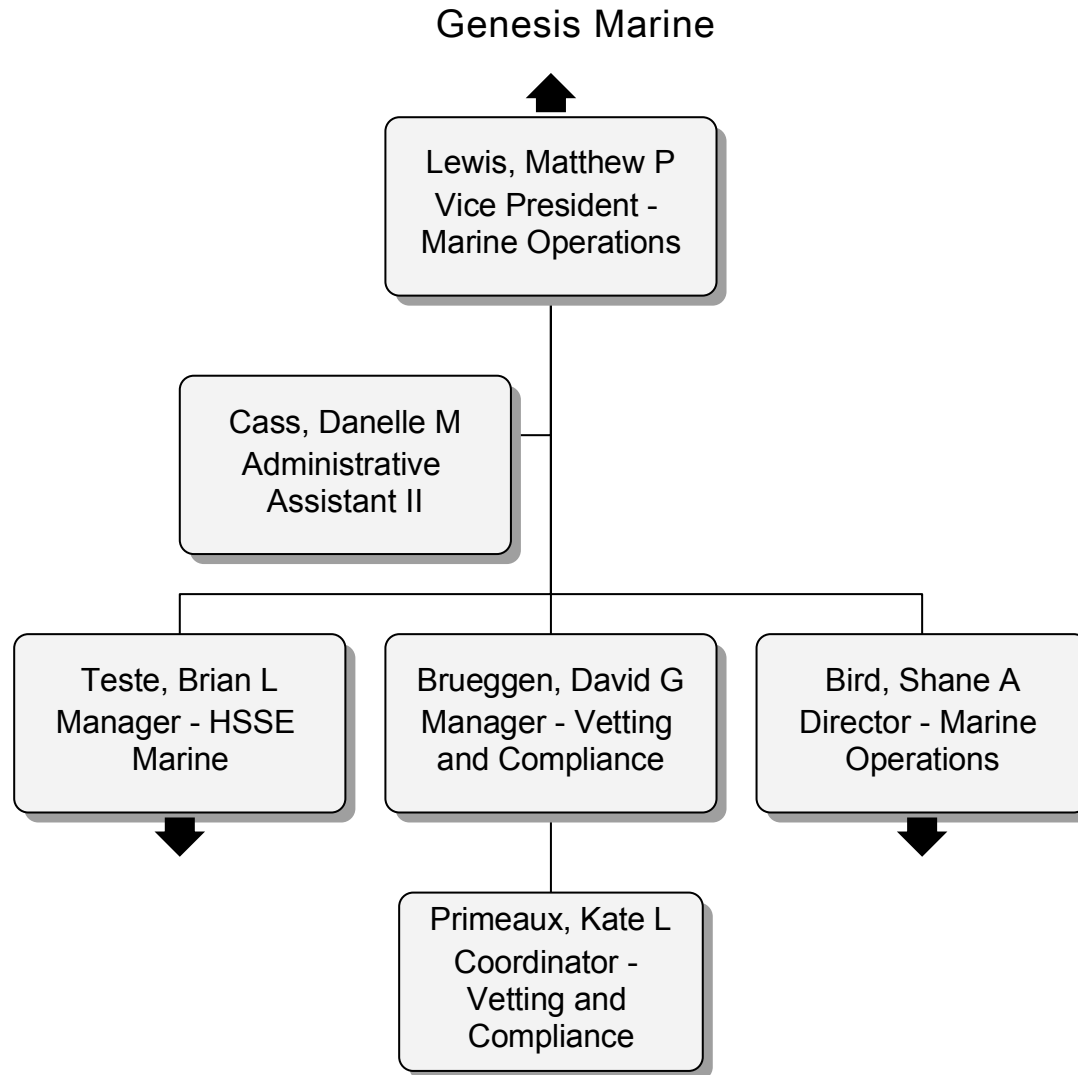 Genesis Marine
Lewis, Matthew P
Vice President -
Marine Operations
Cass, Danelle M
Administrative
Assistant II
Teste, Brian L
Manager - HSSE
Marine
Brueggen, David G
Manager - Vetting
and Compliance
Bird, Shane A
Director - Marine
Operations
Primeaux, Kate L
Coordinator -
Vetting and
Compliance